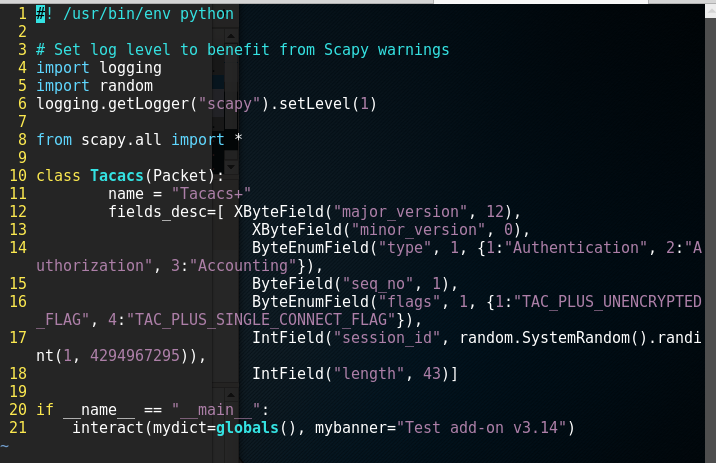 1 #! /usr/bin/env python
2
3 # Set log level to benefit from Scapy warnings
4 import logging
5 import random
6 logging.getLogger("scapy").setLevel(1)
7
8 from scapy.all import *
9
10 class Tacacs(Packet):
11         name = "Tacacs+"
12         fields_desc=[ XByteField("major_version", 12),
13                         XByteField("minor_version", 0),
14                         ByteEnumField("type", 1, {1:"Authentication", 2:"A
uthorization", 3:"Accounting"}),
15                         ByteField("seq_no", 1),
16                         ByteEnumField("flags", 1, {1:"TAC_PLUS_UNENCRYPTED
_FLAG", 4:"TAC_PLUS_SINGLE_CONNECT_FLAG"}),
17                         IntField("session_id", random.SystemRandom().randi
nt(1, 4294967295)),
18                         IntField("length", 43)]
19
20 if __name__ == "__main__":
21     interact(mydict=globals(), mybanner="Test add-on v3.14")
~